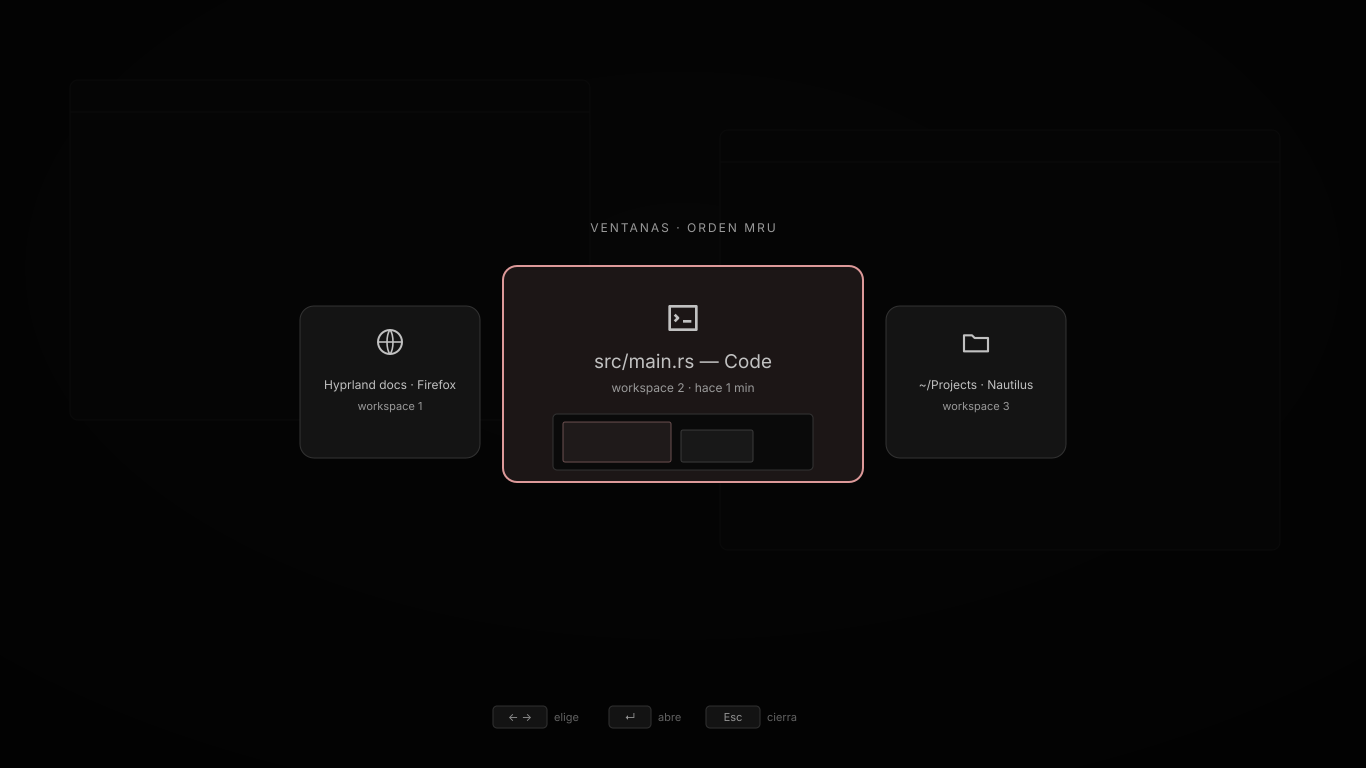 VENTANAS · ORDEN MRU
Hyprland docs · Firefox
workspace 1
src/main.rs — Code
workspace 2 · hace 1 min
~/Projects · Nautilus
workspace 3
← → elige ↵ abre Esc cierra